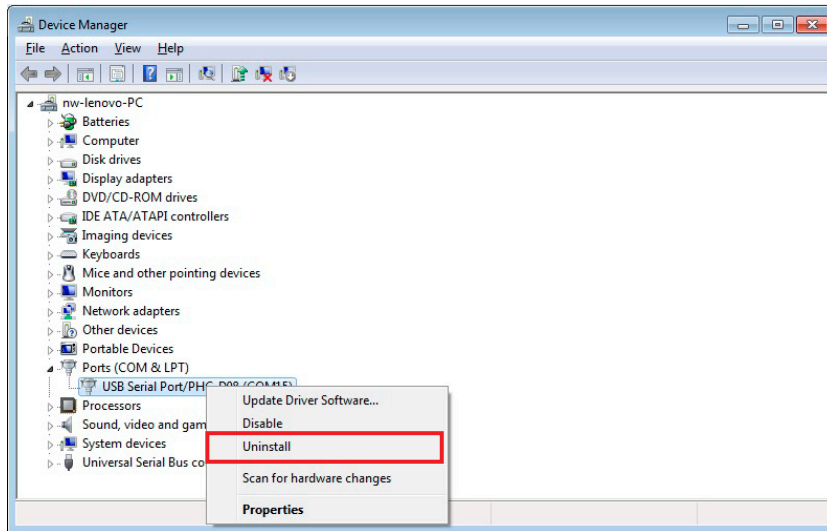 Device Manager
File Action View Help
nw-lenovo-PC
Batteries
Computer
Disk drives
Display adapters
DVD/CD-ROM drives
IDE ATA/ATAPI controllers
Imaging devices
Keyboards
Mice and other pointing devices
Monitors
Network adapters
Other devices
Portable Devices
Ports (COM & LPT)
USB Serial Port/PHC-D08 (COM15)
Update Driver Software...
Processors
Disable
Sound, video and gam
Uninstall
System devices
Universal Serial Bus co
Scan for hardware changes
Properties